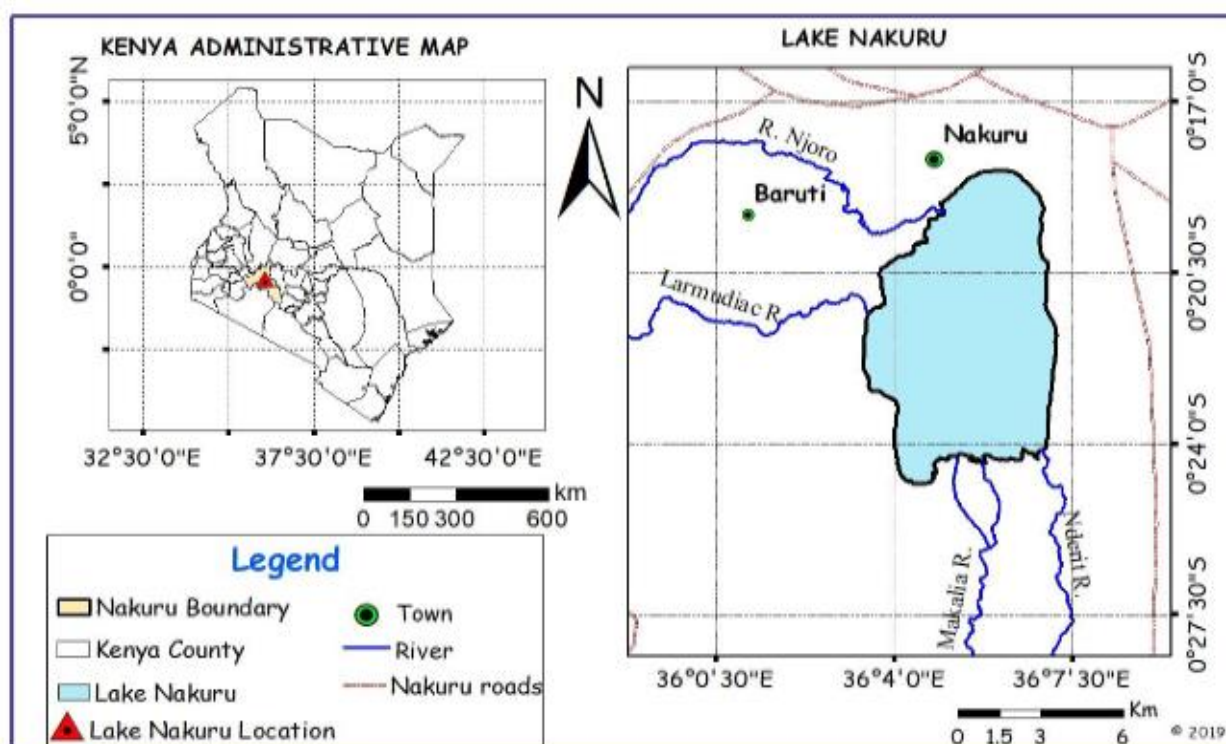 KENYA ADMINISTRATIVE MAP
5°0'0"N
0°0'0"
32°30'0"E 37°30'0"E 42°30'0"E
km
0 150 300 600
LAKE NAKURU
N
R. Njoro
Nakuru
Baruti
Larmudiac R.
Makalia R.
Nderit R.
0°17'0"S
0°20'30"S
0°24'0"S
0°27'30"S
36°0'30"E 36°4'0"E 36°7'30"E
Km
0 1.5 3 6
© 2019
Legend
Nakuru Boundary
Kenya County
Lake Nakuru
Lake Nakuru Location
Town
River
Nakuru roads